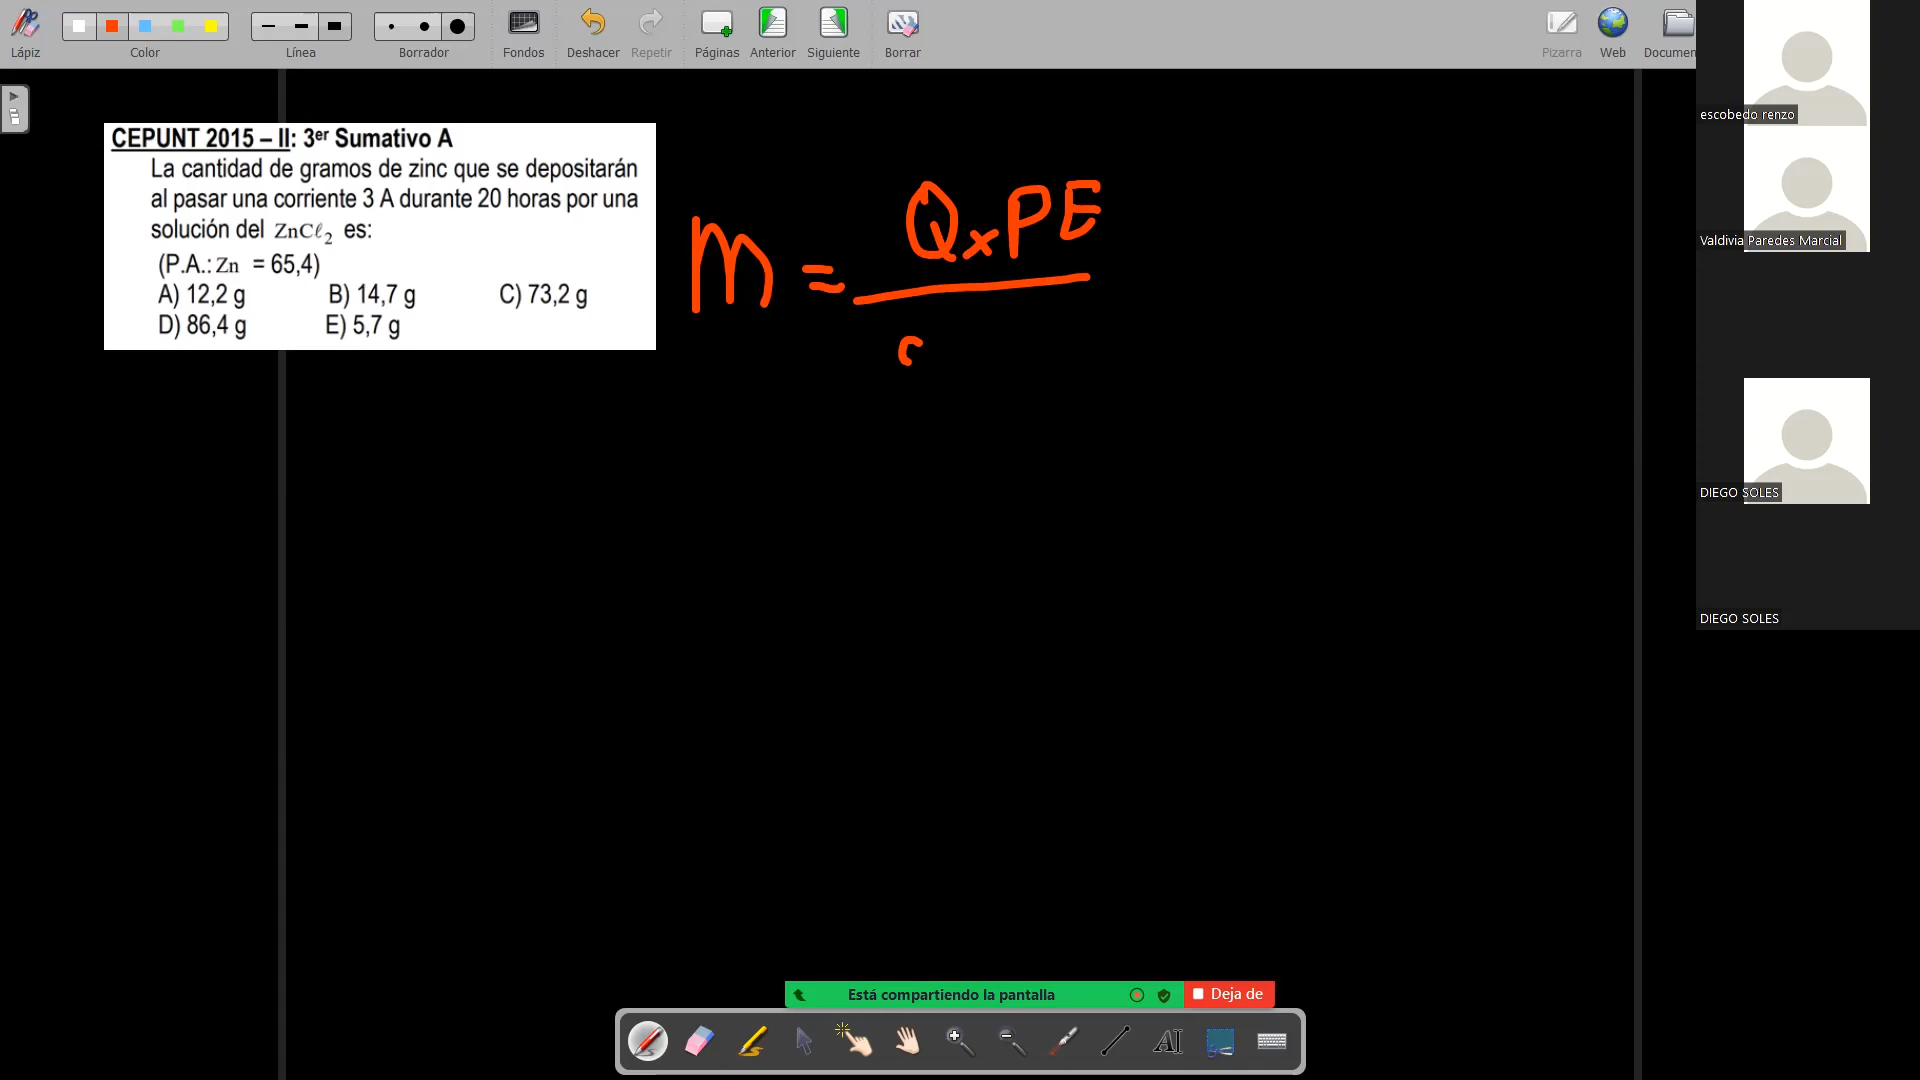 Lápiz
Color
Línea
Borrador
Fondos
Deshacer
Repetir
Páginas
Anterior
Siguiente
Borrar
Pizarra
Web
Documen
CEPUNT 2015 – II: 3er Sumativo A
La cantidad de gramos de zinc que se depositarán
al pasar una corriente 3 A durante 20 horas por una
solución del ZnCℓ2 es:
(P.A.: Zn = 65,4)
A) 12,2 g B) 14,7 g C) 73,2 g
D) 86,4 g E) 5,7 g
M = Q x PE
escobedo renzo
Valdivia Paredes Marcial
DIEGO SOLES
DIEGO SOLES
Está compartiendo la pantalla
Deja de
AI